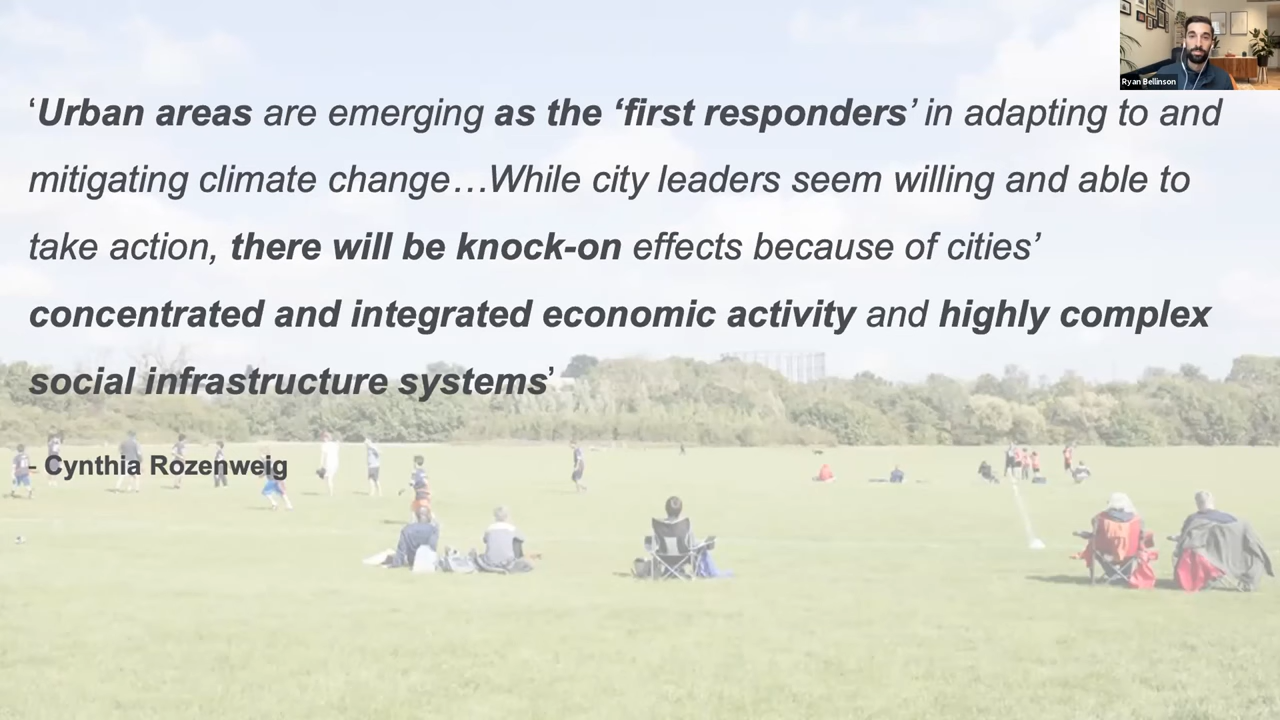 Ryan Bellinson
‘Urban areas are emerging as the ‘first responders’ in adapting to and
mitigating climate change…While city leaders seem willing and able to
take action, there will be knock-on effects because of cities’
concentrated and integrated economic activity and highly complex
social infrastructure systems’
- Cynthia Rozenweig